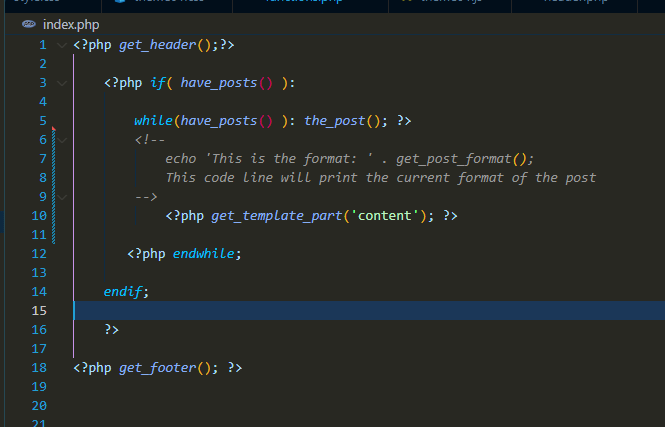 index.php
1 <?php get_header();?>
2
3 <?php if( have_posts() ):
4
5 while(have_posts() ): the_post(); ?>
6 <!--
7 echo 'This is the format: ' . get_post_format();
8 This code line will print the current format of the post
9 -->
10 <?php get_template_part('content'); ?>
11
12 <?php endwhile;
13
14 endif;
15
16 ?>
17
18 <?php get_footer(); ?>
19
20
21